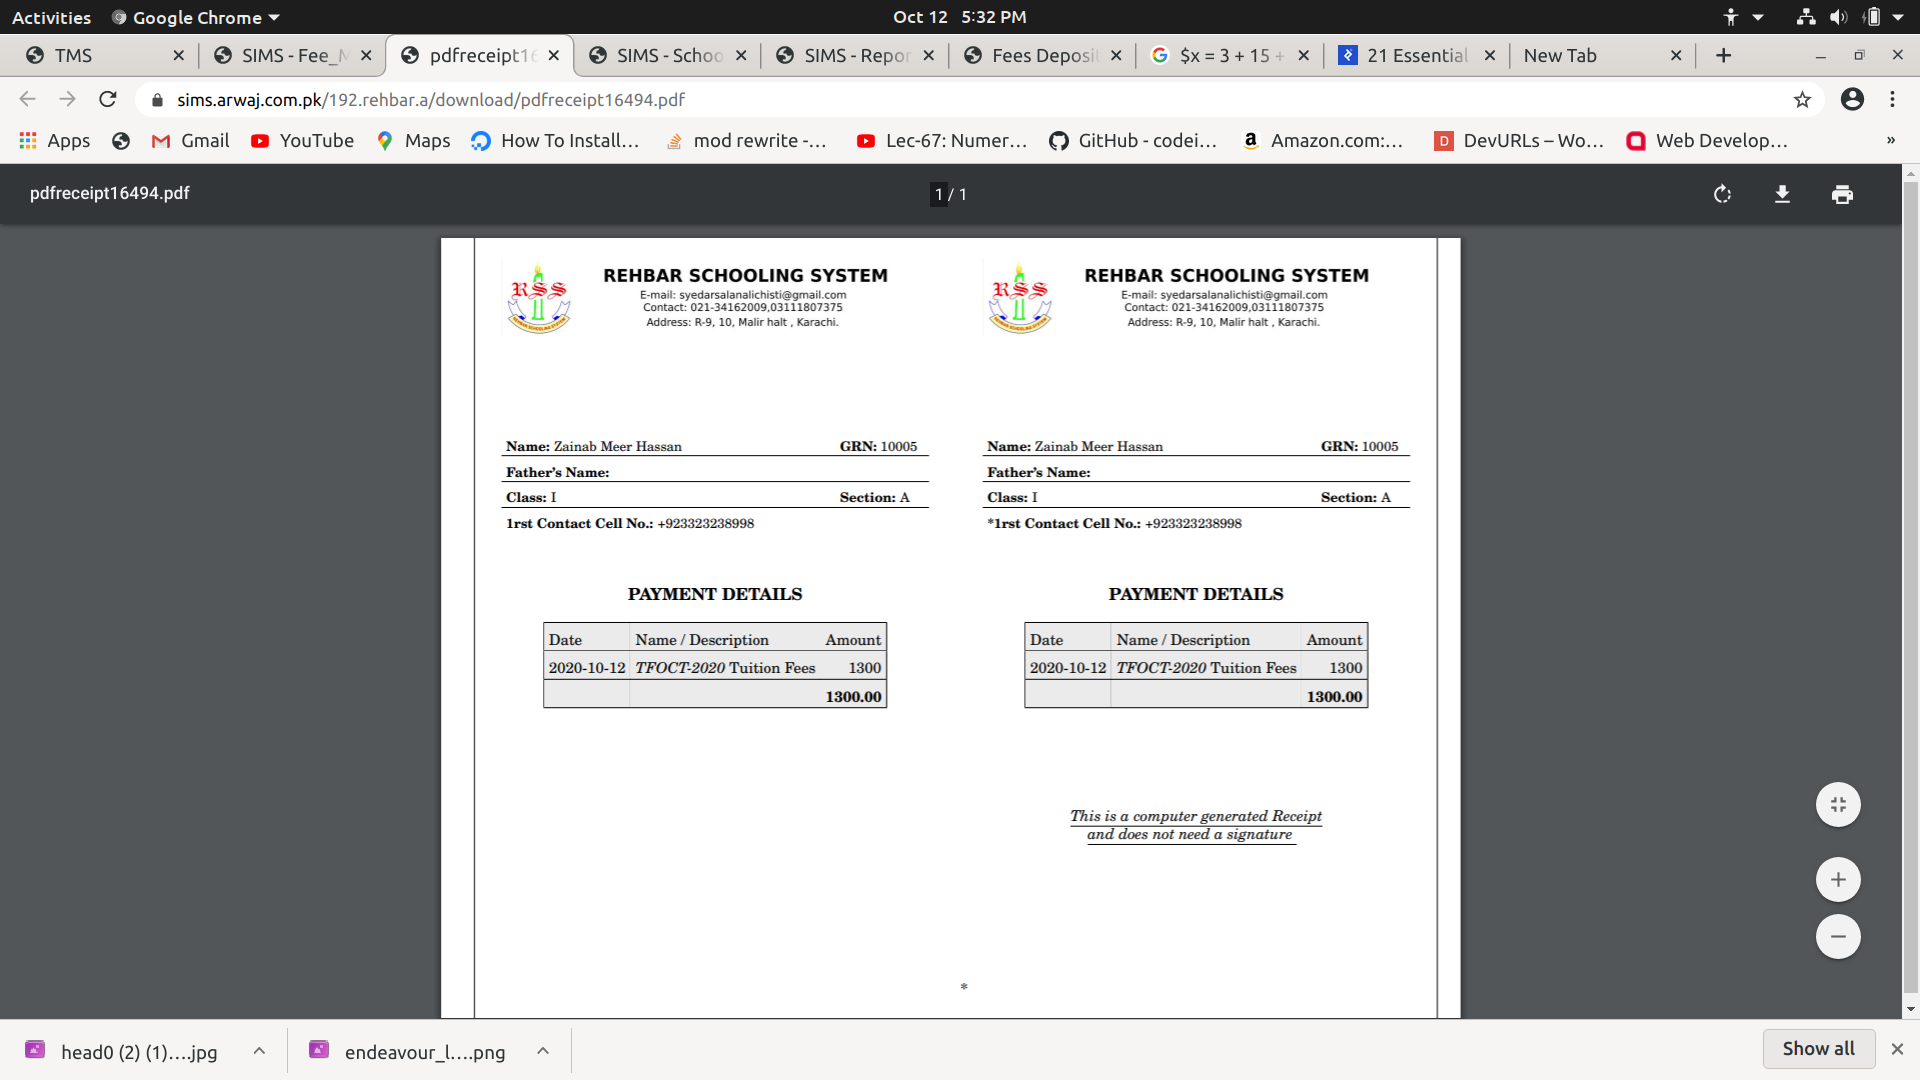 Activities Google Chrome Oct 12 5:32 PM
TMS SIMS - Fee_M pdfreceipt16 SIMS - Schoo SIMS - Repor Fees Deposit $x = 3 + 15 + 21 Essential New Tab
sims.arwaj.com.pk/192.rehbar.a/download/pdfreceipt16494.pdf
Apps Gmail YouTube Maps How To Install... mod rewrite -... Lec-67: Numer... GitHub - codei... Amazon.com:... DevURLs – Wo... Web Develop... »
pdfreceipt16494.pdf 1 / 1
RSS
REHBAR SCHOOLING SYSTEM
E-mail: syedarsalanalichisti@gmail.com
Contact: 021-34162009,03111807375
Address: R-9, 10, Malir halt , Karachi.
REHBAR SCHOOLING SYSTEM
Name: Zainab Meer Hassan GRN: 10005
Father's Name:
Class: I Section: A
1rst Contact Cell No.: +923323238998
PAYMENT DETAILS
Date Name / Description Amount
2020-10-12 TFOCT-2020 Tuition Fees 1300
1300.00
RSS
REHBAR SCHOOLING SYSTEM
E-mail: syedarsalanalichisti@gmail.com
Contact: 021-34162009,03111807375
Address: R-9, 10, Malir halt , Karachi.
REHBAR SCHOOLING SYSTEM
Name: Zainab Meer Hassan GRN: 10005
Father's Name:
Class: I Section: A
*1rst Contact Cell No.: +923323238998
PAYMENT DETAILS
Date Name / Description Amount
2020-10-12 TFOCT-2020 Tuition Fees 1300
1300.00
This is a computer generated Receipt
and does not need a signature
*
head0 (2) (1)....jpg endeavour_l....png Show all